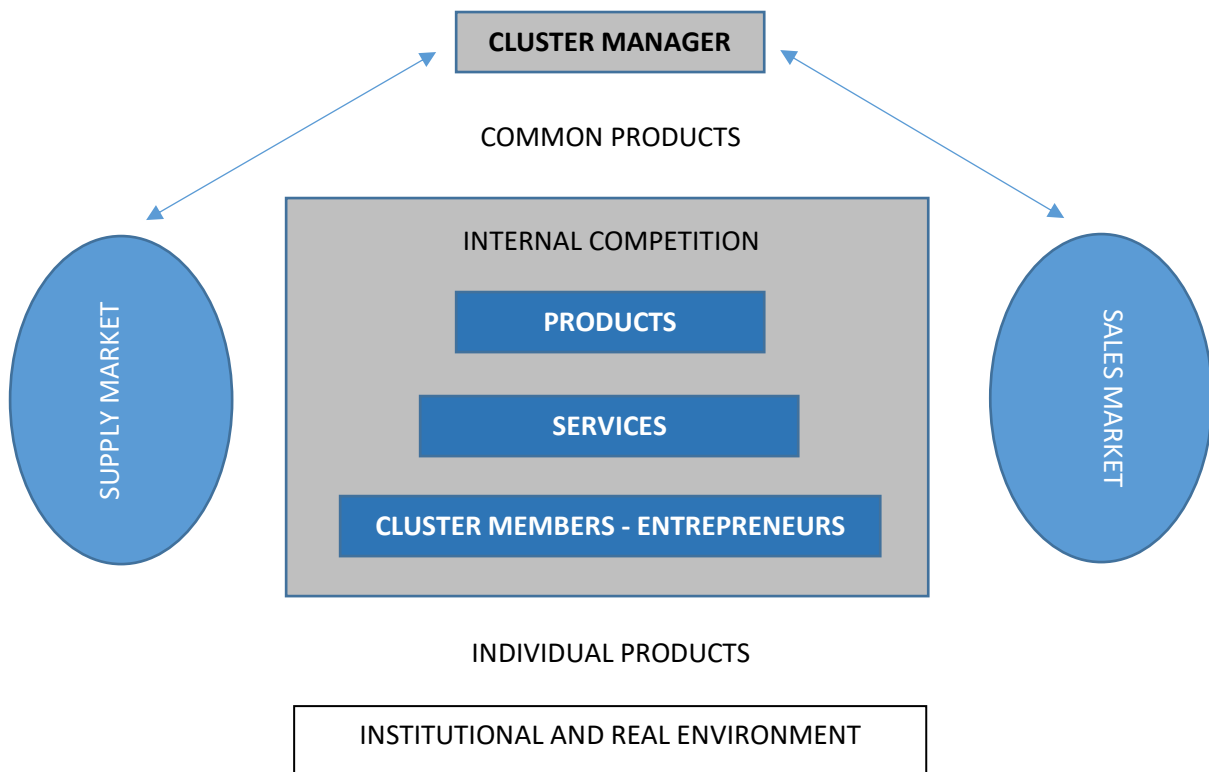 CLUSTER MANAGER
COMMON PRODUCTS
INTERNAL COMPETITION
PRODUCTS
SERVICES
CLUSTER MEMBERS - ENTREPRENEURS
SUPPLY MARKET
SALES MARKET
INDIVIDUAL PRODUCTS
INSTITUTIONAL AND REAL ENVIRONMENT